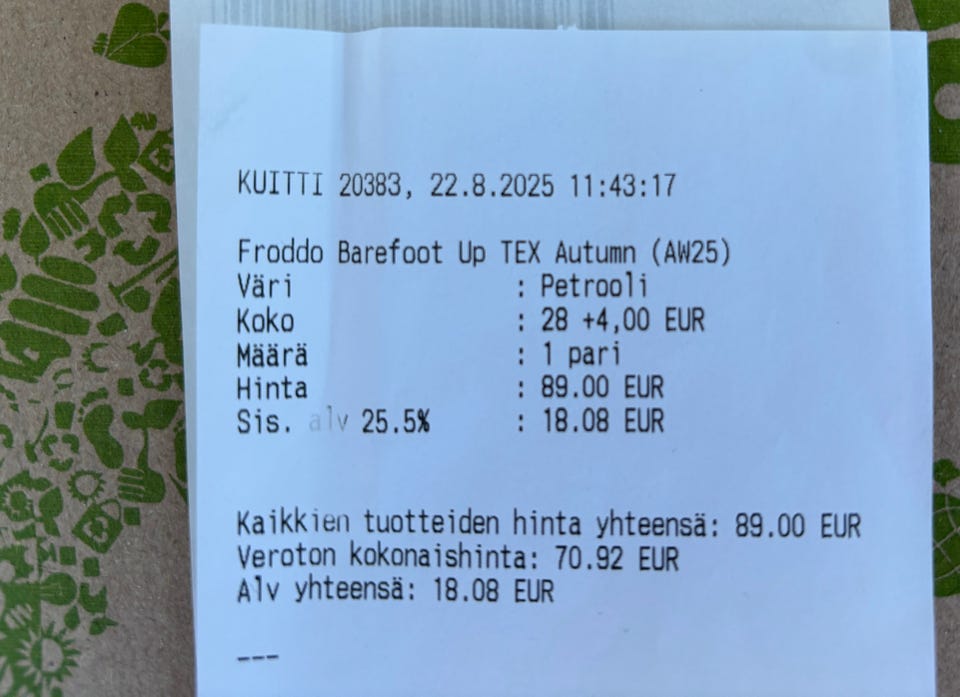 KUITTI 20383, 22.8.2025 11:43:17
Froddo Barefoot Up TEX Autumn (AW25)
Väri : Petrooli
Koko : 28 +4,00 EUR
Määrä : 1 pari
Hinta : 89.00 EUR
Sis. alv 25.5% : 18.08 EUR
Kaikkien tuotteiden hinta yhteensä: 89.00 EUR
Veroton kokonaishinta: 70.92 EUR
Alv yhteensä: 18.08 EUR
---